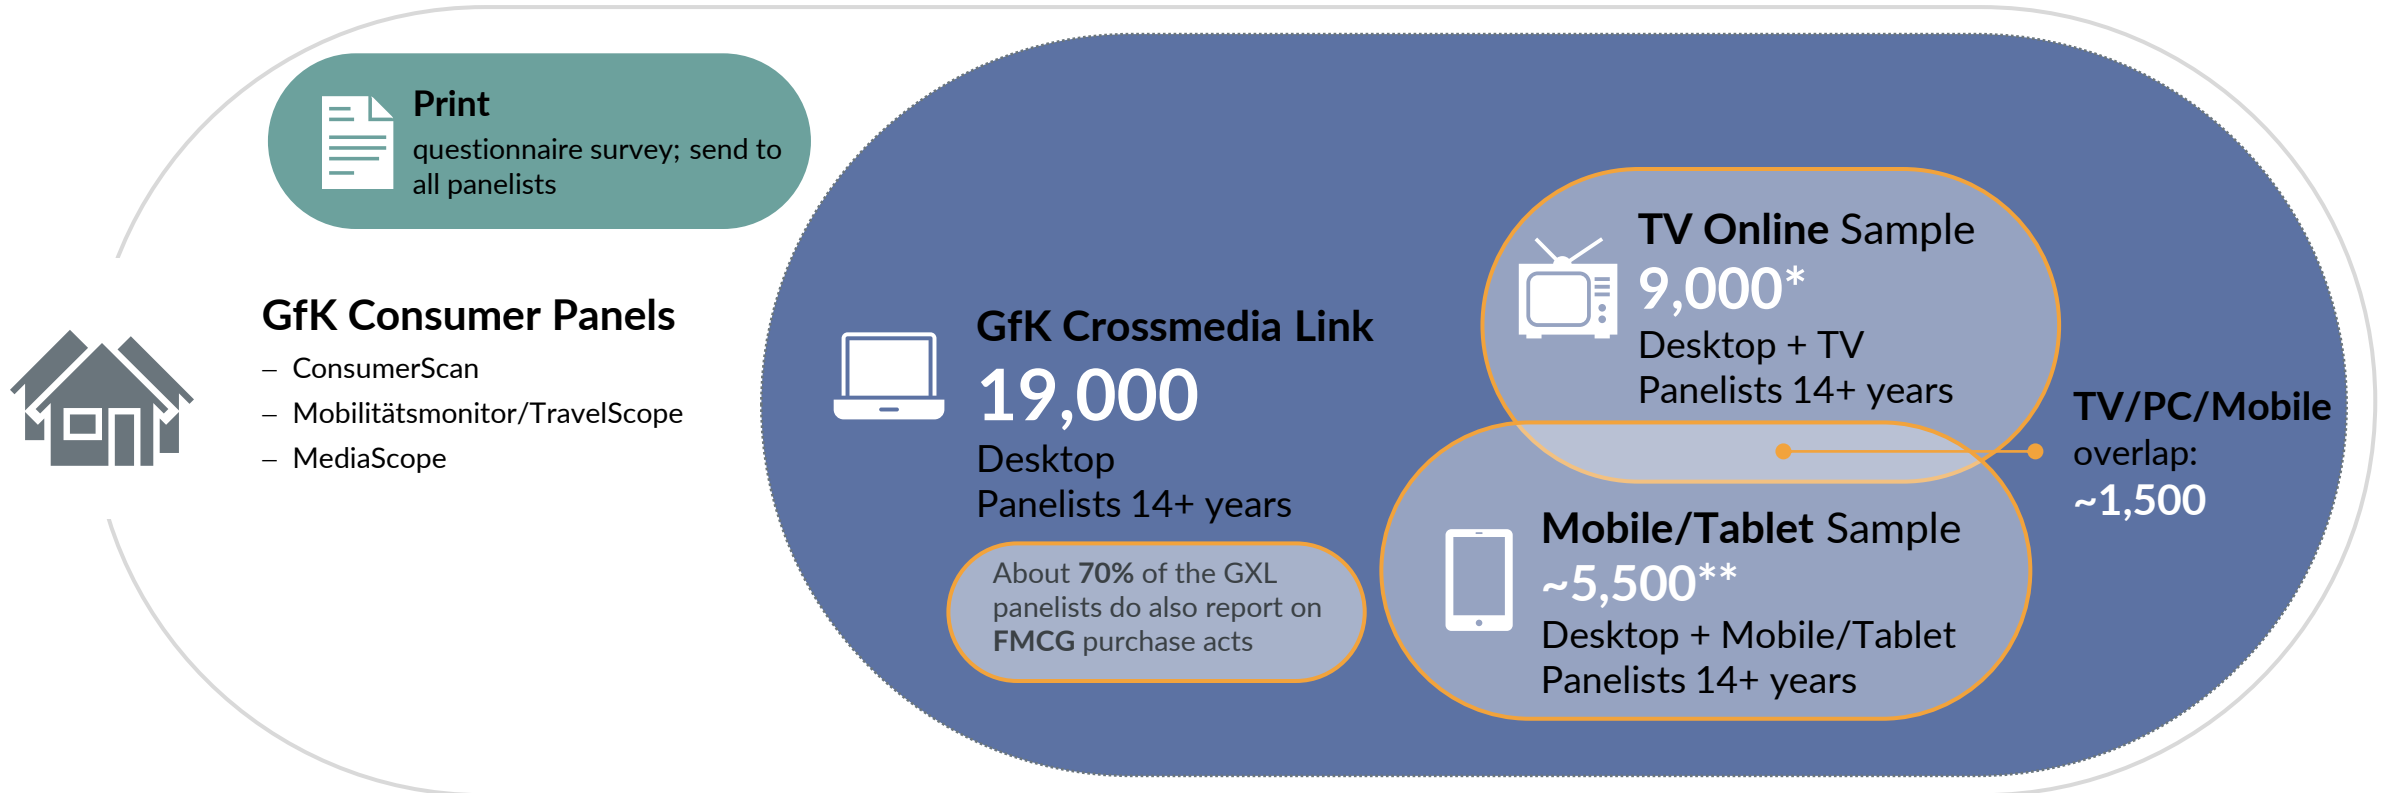 Print
questionnaire survey; send to
all panelists
GfK Consumer Panels
– ConsumerScan
– Mobilitätsmonitor/TravelScope
– MediaScope
GfK Crossmedia Link
19,000
Desktop
Panelists 14+ years
About 70% of the GXL
panelists do also report on
FMCG purchase acts
TV Online Sample
9,000*
Desktop + TV
Panelists 14+ years
Mobile/Tablet Sample
~5,500**
Desktop + Mobile/Tablet
Panelists 14+ years
TV/PC/Mobile
overlap:
~1,500